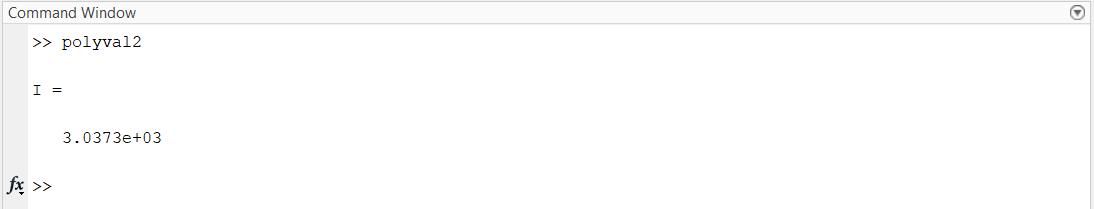 Command Window
>> polyval2
I =
3.0373e+03
fx >>